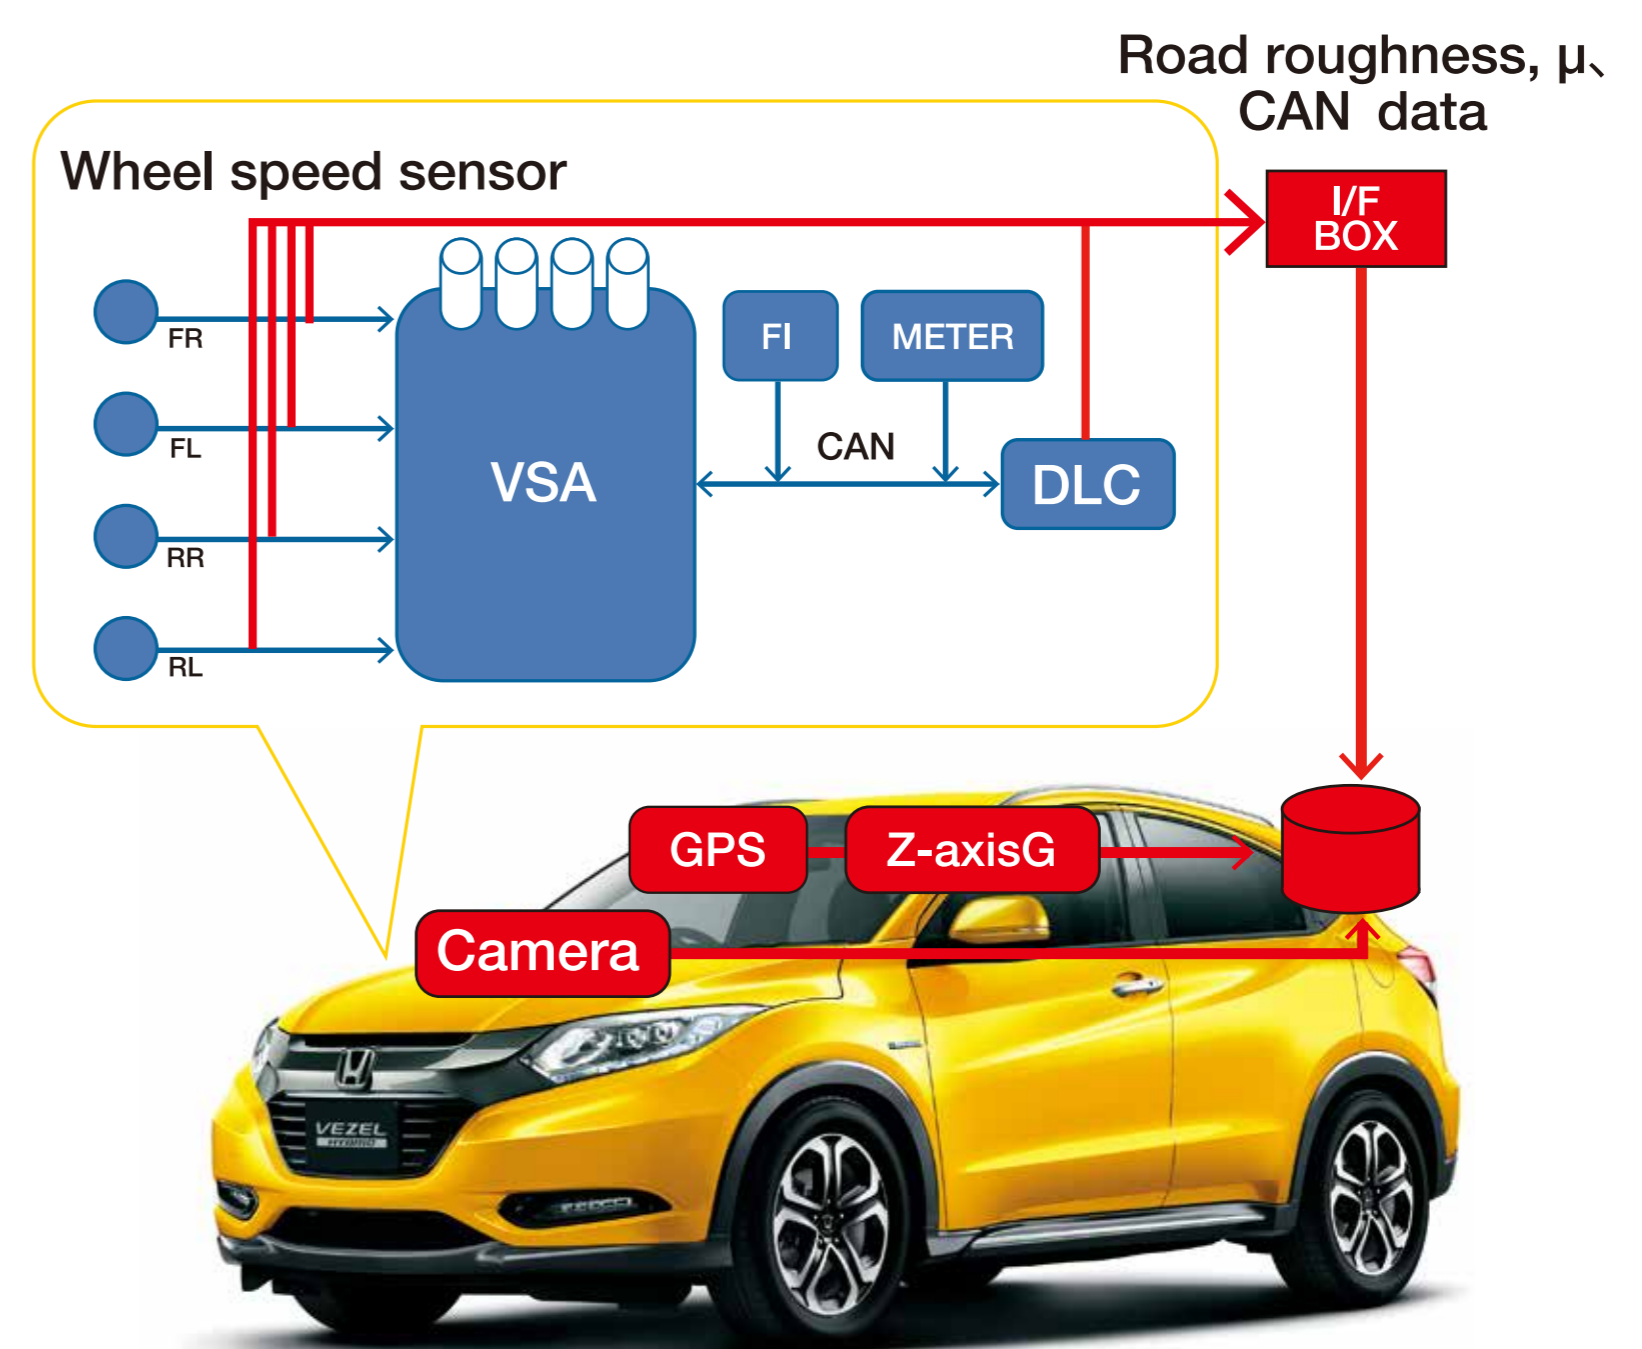 Road roughness, μ、
CAN data
Wheel speed sensor
I/F
BOX
FR
FL
RR
RL
VSA
FI
METER
CAN
DLC
GPS
Z-axisG
Camera
VEZEL
HYBRID